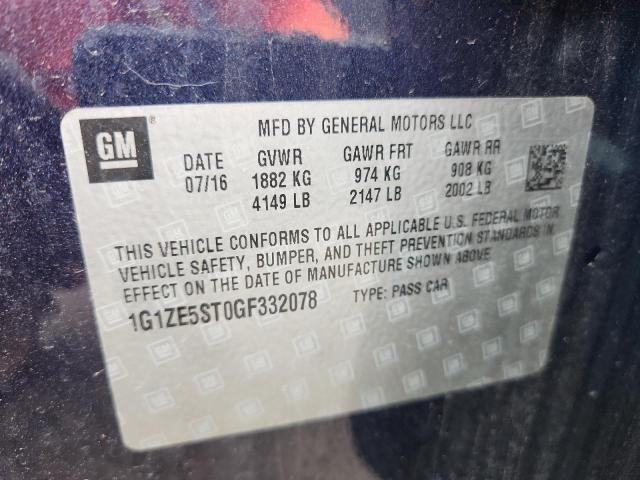 GM® MFD BY GENERAL MOTORS LLC
DATE GVWR GAWR FRT GAWR RR
07/16 1882 KG 974 KG 908 KG
4149 LB 2147 LB 2002 LB
THIS VEHICLE CONFORMS TO ALL APPLICABLE U.S. FEDERAL MOTOR
VEHICLE SAFETY, BUMPER, AND THEFT PREVENTION STANDARDS IN
EFFECT ON THE DATE OF MANUFACTURE SHOWN ABOVE.
1G1ZE5ST0GF332078 TYPE: PASS CAR